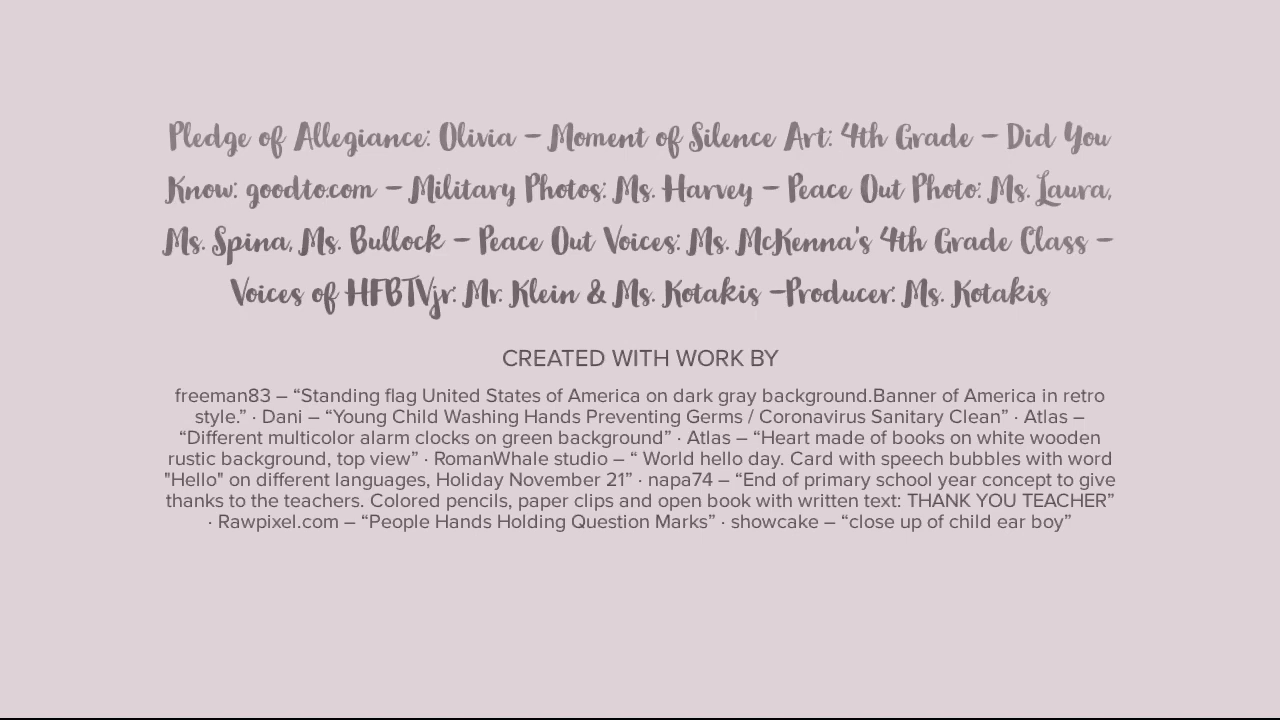 Pledge of Allegiance: Olivia – Moment of Silence Art: 4th Grade – Did You
Know: goodto.com – Military Photos: Ms. Harvey – Peace Out Photo: Ms. Laura,
Ms. Spina, Ms. Bullock – Peace Out Voices: Ms. McKenna's 4th Grade Class –
Voices of HFBTVjr: Mr. Klein & Ms. Kotakis –Producer: Ms. Kotakis
CREATED WITH WORK BY
freeman83 – “Standing flag United States of America on dark gray background.Banner of America in retro
style.” · Dani – “Young Child Washing Hands Preventing Germs / Coronavirus Sanitary Clean” · Atlas –
“Different multicolor alarm clocks on green background” · Atlas – “Heart made of books on white wooden
rustic background, top view” · RomanWhale studio – “ World hello day. Card with speech bubbles with word
"Hello" on different languages, Holiday November 21” · napa74 – “End of primary school year concept to give
thanks to the teachers. Colored pencils, paper clips and open book with written text: THANK YOU TEACHER”
· Rawpixel.com – “People Hands Holding Question Marks” · showcake – “close up of child ear boy”